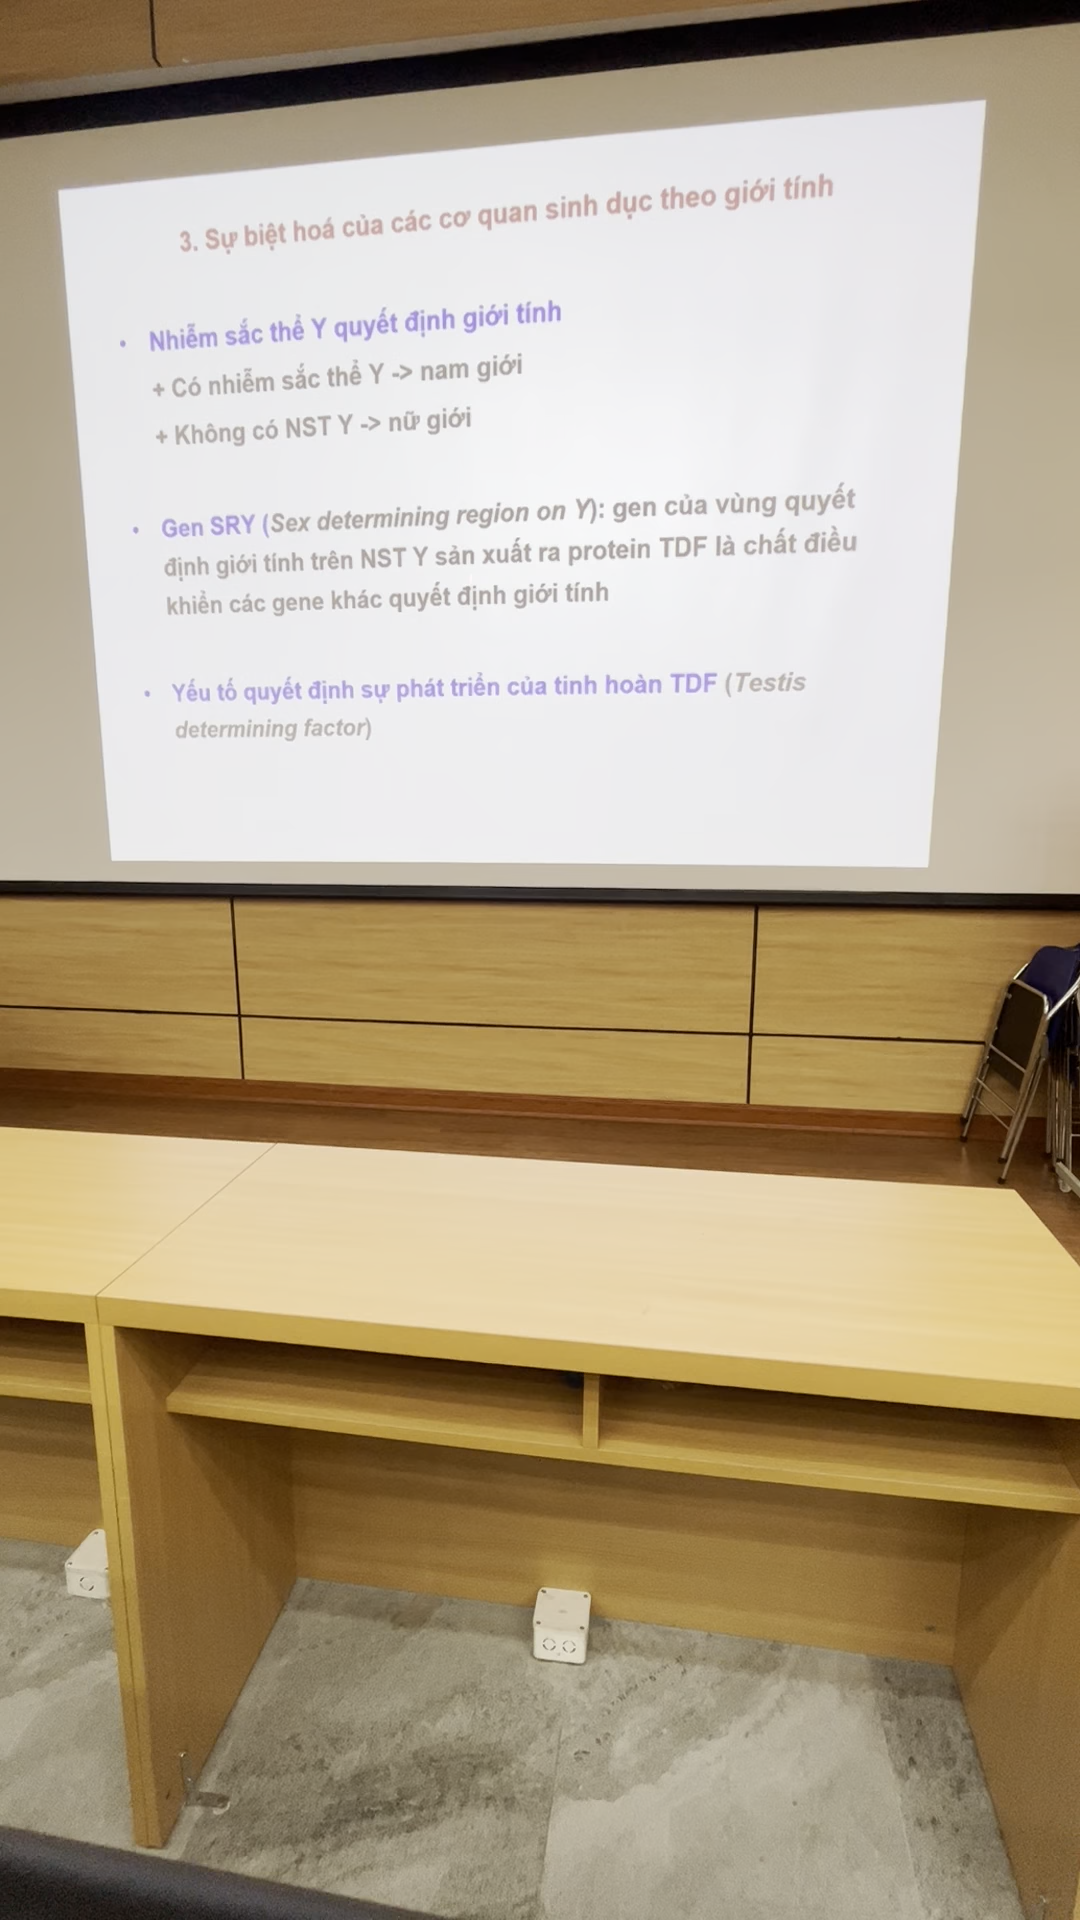 3. Sự biệt hoá của các cơ quan sinh dục theo giới tính
• Nhiễm sắc thể Y quyết định giới tính
+ Có nhiễm sắc thể Y -> nam giới
+ Không có NST Y -> nữ giới
• Gen SRY (Sex determining region on Y): gen của vùng quyết
định giới tính trên NST Y sản xuất ra protein TDF là chất điều
khiển các gene khác quyết định giới tính
• Yếu tố quyết định sự phát triển của tinh hoàn TDF (Testis
determining factor)